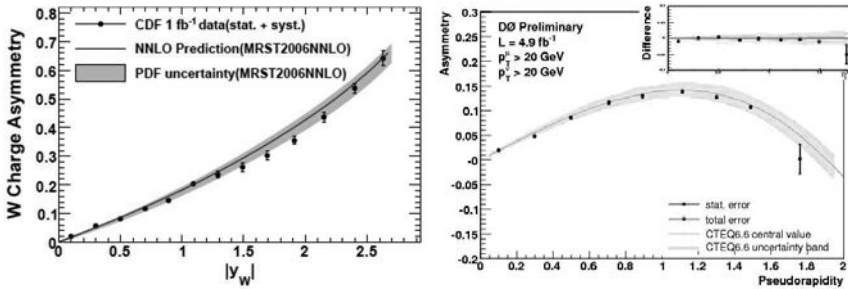 W Charge Asymmetry
0.8
0.7
0.6
0.5
0.4
0.3
0.2
0.1
0
CDF 1 fb-1 data(stat. + syst.)
NNLO Prediction(MRST2006NNLO)
PDF uncertainty(MRST2006NNLO)
0 0.5 1 1.5 2 2.5 3
|yW|
Asymmetry
0.3
0.25
0.2
0.15
0.1
0.05
-0
-0.05
-0.1
-0.15
-0.2
DØ Preliminary
L = 4.9 fb-1
pTμ > 20 GeV
pTν > 20 GeV
Difference
stat. error
total error
CTEQ6.6 central value
CTEQ6.6 uncertainty band
0 0.2 0.4 0.6 0.8 1 1.2 1.4 1.6 1.8 2
Pseudorapidity